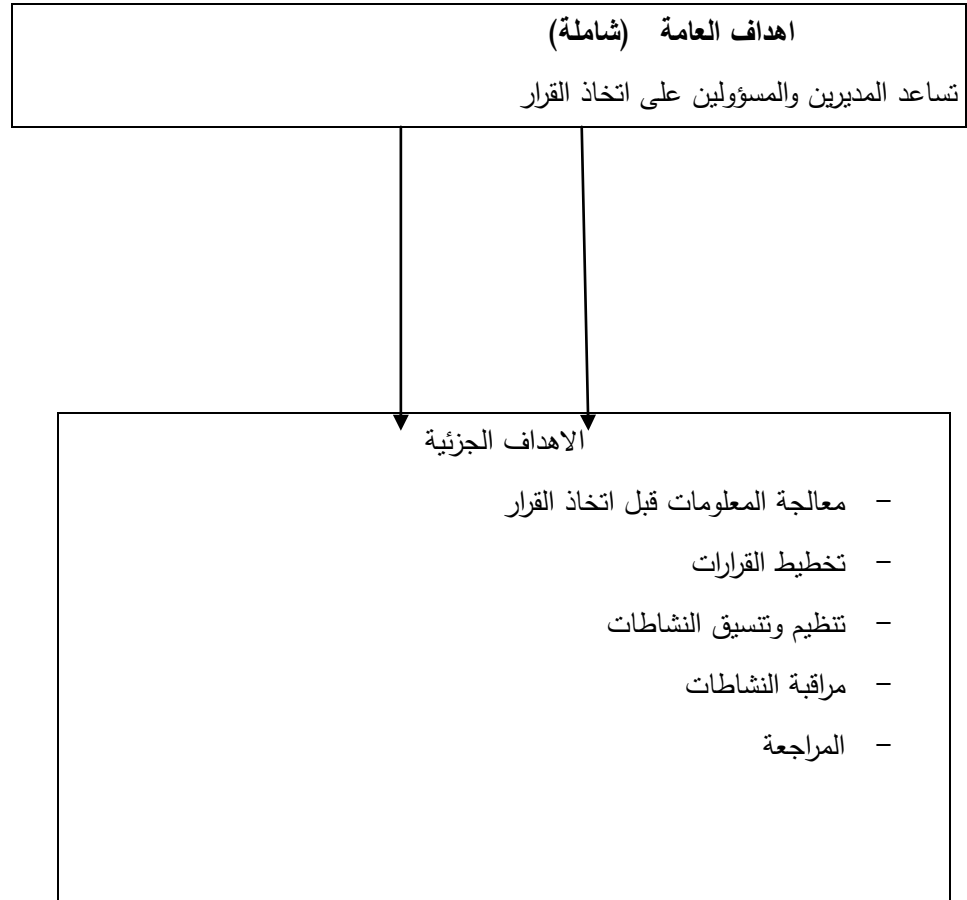 اهداف العامة (شاملة)
تساعد المديرين والمسؤولين على اتخاذ القرار
الاهداف الجزئية
- معالجة المعلومات قبل اتخاذ القرار
- تخطيط القرارات
- تنظيم وتنسيق النشاطات
- مراقبة النشاطات
- المراجعة